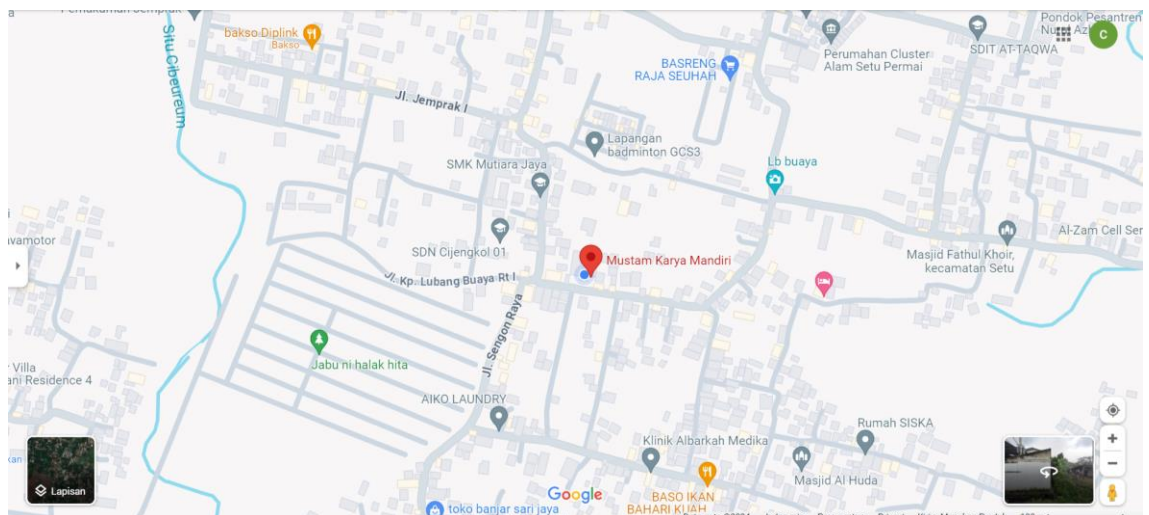 bakso Diplink
Bakso
Situ Cibeureum
Jl. Jemprak I
BASRENG
RAJA SEUHAH
Perumahan Cluster
Alam Setu Permai
Pondok Pesantren
C
SDIT AT-TAQWA
Lapangan
badminton GCS3
SMK Mutiara Jaya
Lb buaya
SDN Cijengkol 01
Mustam Karya Mandiri
Masjid Fathul Khoir,
kecamatan Setu
Al-Zam Cell Ser
Jl. Kp. Lubang Buaya Rt I
Jl. Sengon Raya
Jabu ni halak hita
Villa
Residence 4
AIKO LAUNDRY
Klinik Albarkah Medika
Rumah SISKA
Masjid Al Huda
BASO IKAN
BAHARI KUAH
toko banjar sari jaya
Lapisan
Google